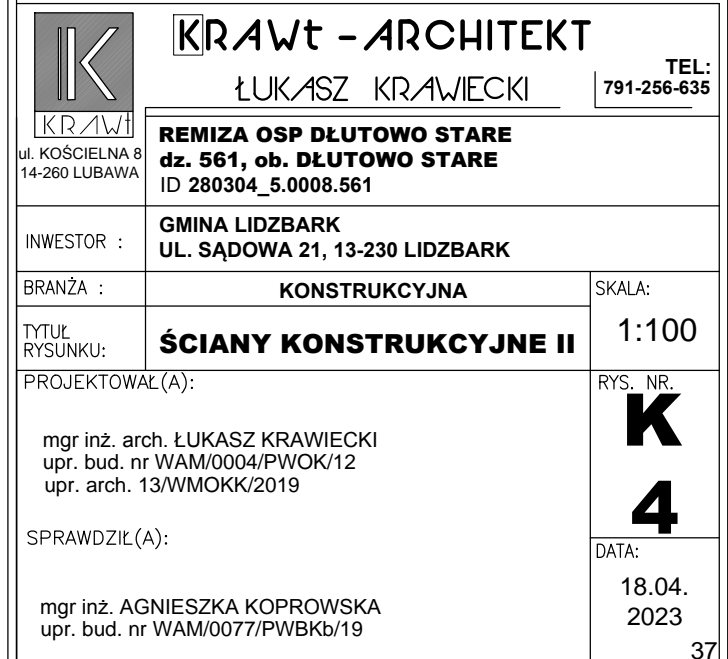 KRAWt - ARCHITEKT
ŁUKASZ KRAWIECKI
TEL:
791-256-635
K
KRAWt
ul. KOŚCIELNA 8
14-260 LUBAWA
REMIZA OSP DŁUTOWO STARE
dz. 561, ob. DŁUTOWO STARE
ID 280304_5.0008.561
INWESTOR :
GMINA LIDZBARK
UL. SĄDOWA 21, 13-230 LIDZBARK
BRANŻA :
KONSTRUKCYJNA
SKALA:
1:100
TYTUŁ
RYSUNKU:
ŚCIANY KONSTRUKCYJNE II
PROJEKTOWAŁ(A):
mgr inż. arch. ŁUKASZ KRAWIECKI
upr. bud. nr WAM/0004/PWOK/12
upr. arch. 13/WMOKK/2019
RYS. NR.
K
4
SPRAWDZIŁ(A):
mgr inż. AGNIESZKA KOPROWSKA
upr. bud. nr WAM/0077/PWBKb/19
DATA:
18.04.
2023
37